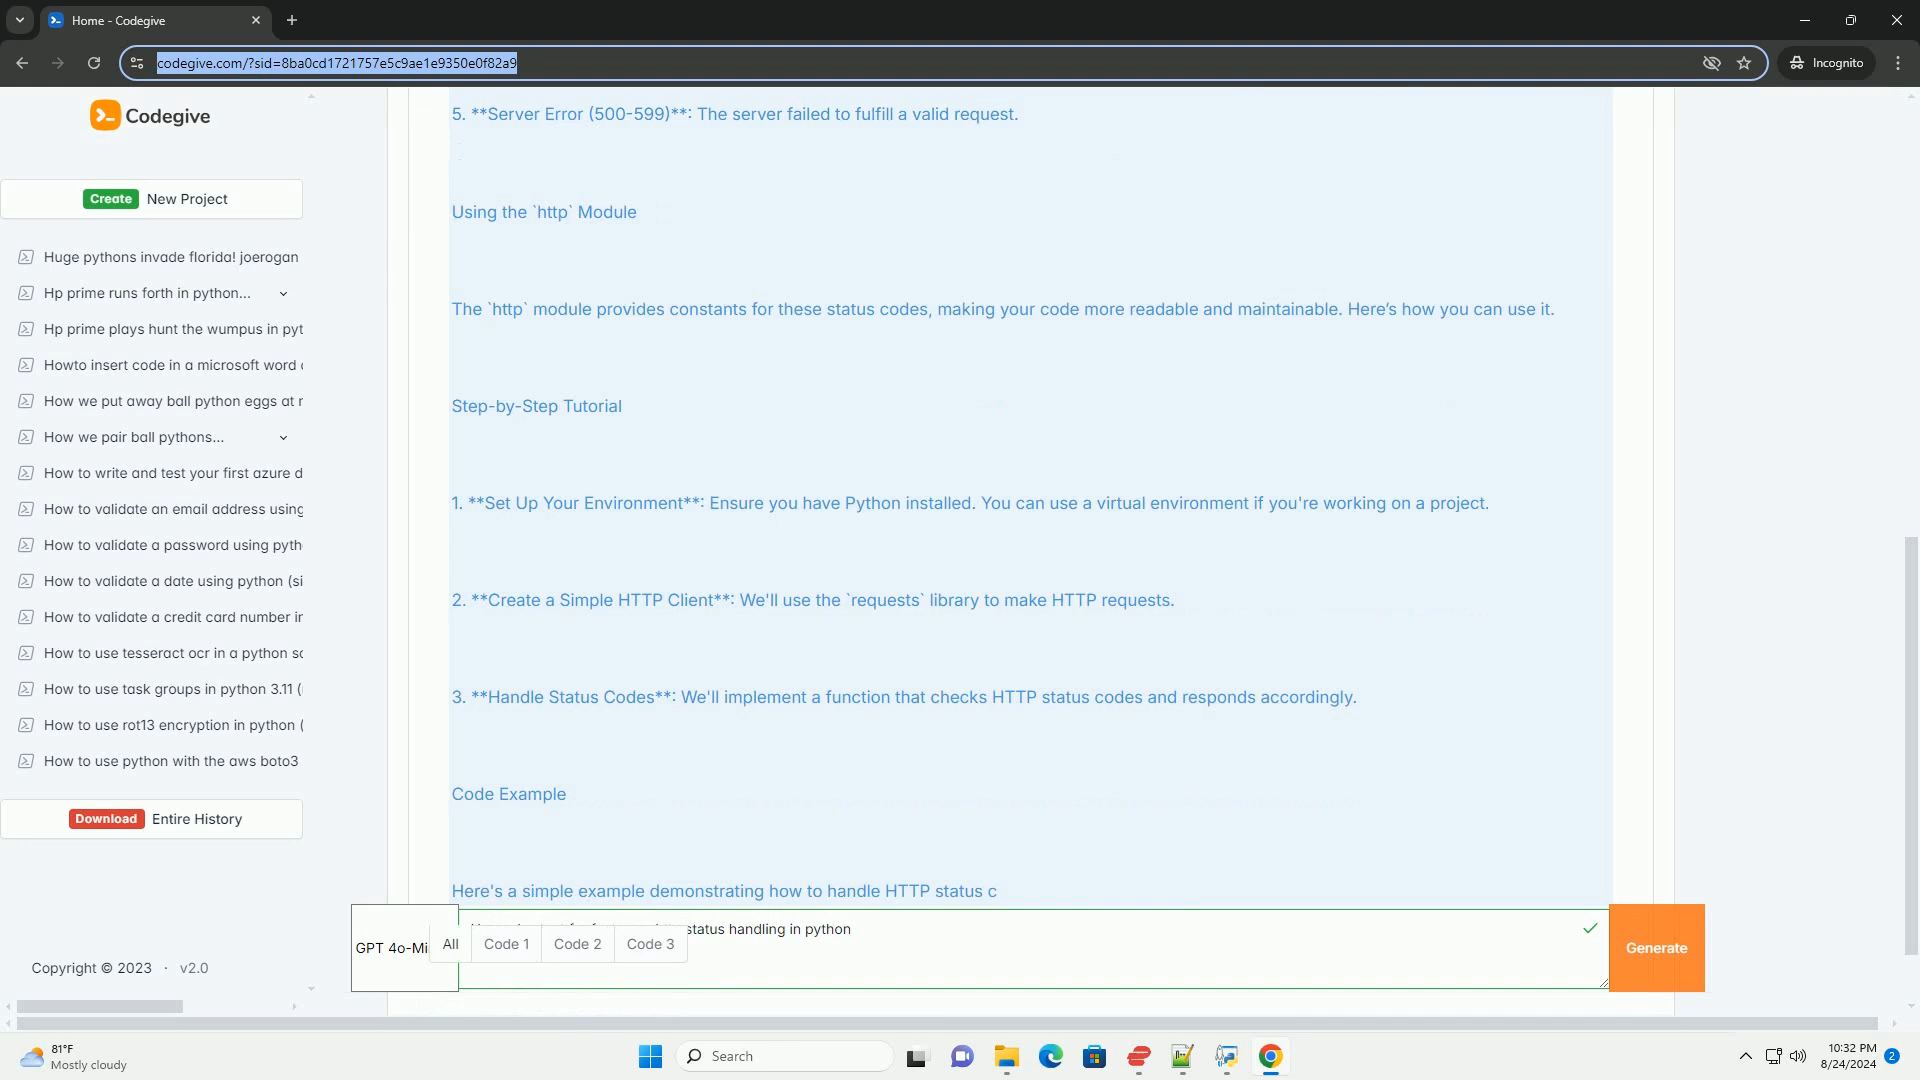 Home - Codegive
codegive.com/?sid=8ba0cd1721757e5c9ae1e9350e0f82a9
Incognito
Codegive
Create New Project
Huge pythons invade florida! joerogan
Hp prime runs forth in python...
Hp prime plays hunt the wumpus in pyt
Howto insert code in a microsoft word
How we put away ball python eggs at r
How we pair ball pythons...
How to write and test your first azure d
How to validate an email address using
How to validate a password using pyth
How to validate a date using python (si
How to validate a credit card number in
How to use tesseract ocr in a python sc
How to use task groups in python 3.11 (
How to use rot13 encryption in python (
How to use python with the aws boto3
Download Entire History
Copyright © 2023 · v2.0
5. **Server Error (500-599)**: The server failed to fulfill a valid request.
Using the `http` Module
The `http` module provides constants for these status codes, making your code more readable and maintainable. Here’s how you can use it.
Step-by-Step Tutorial
1. **Set Up Your Environment**: Ensure you have Python installed. You can use a virtual environment if you're working on a project.
2. **Create a Simple HTTP Client**: We'll use the `requests` library to make HTTP requests.
3. **Handle Status Codes**: We'll implement a function that checks HTTP status codes and responds accordingly.
Code Example
Here's a simple example demonstrating how to handle HTTP status c
status handling in python
GPT 4o-Mi
All Code 1 Code 2 Code 3
Generate
81°F
Mostly cloudy
Search
10:32 PM
8/24/2024
2